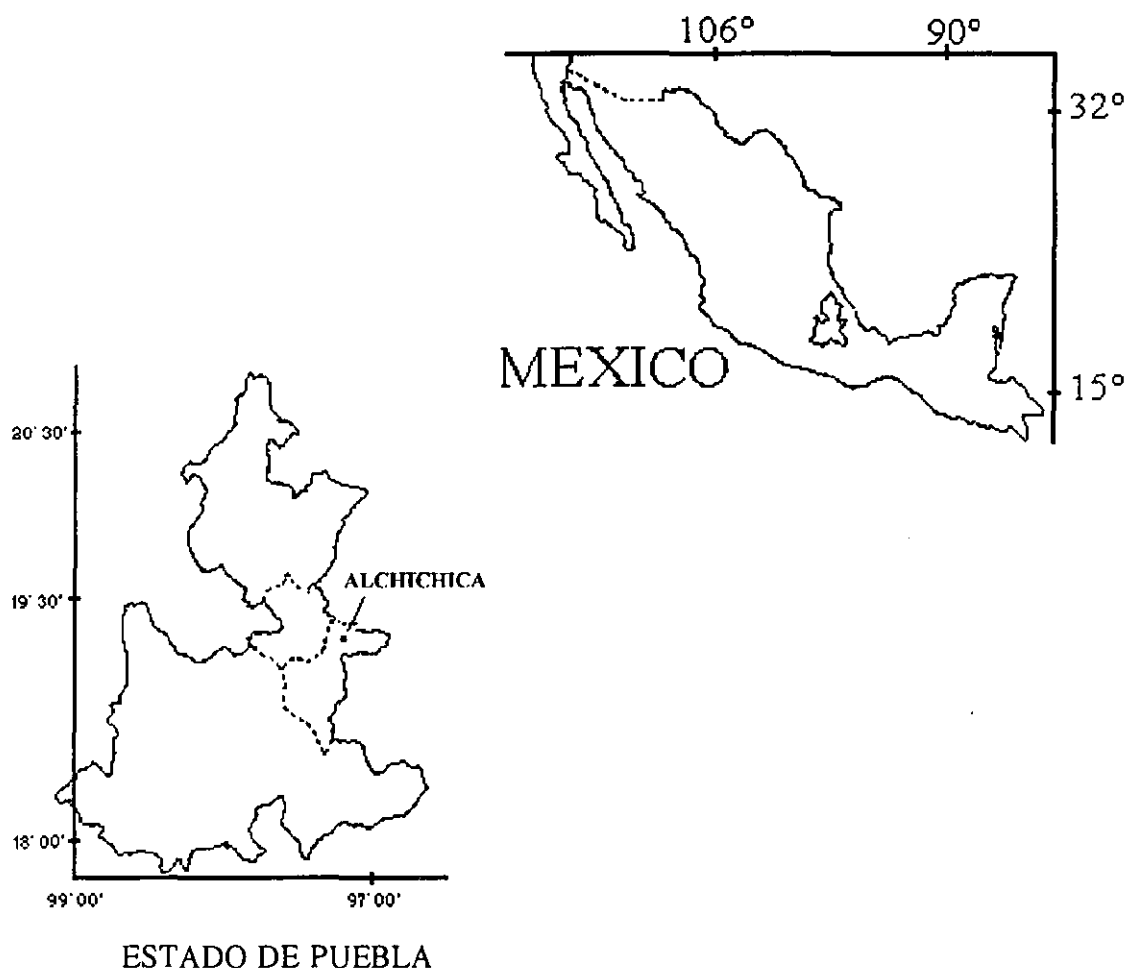 106° 90°
32°
MEXICO
15°
20° 30'
ALCHICHICA
19° 30'
18° 00'
99° 00' 97° 00'
ESTADO DE PUEBLA